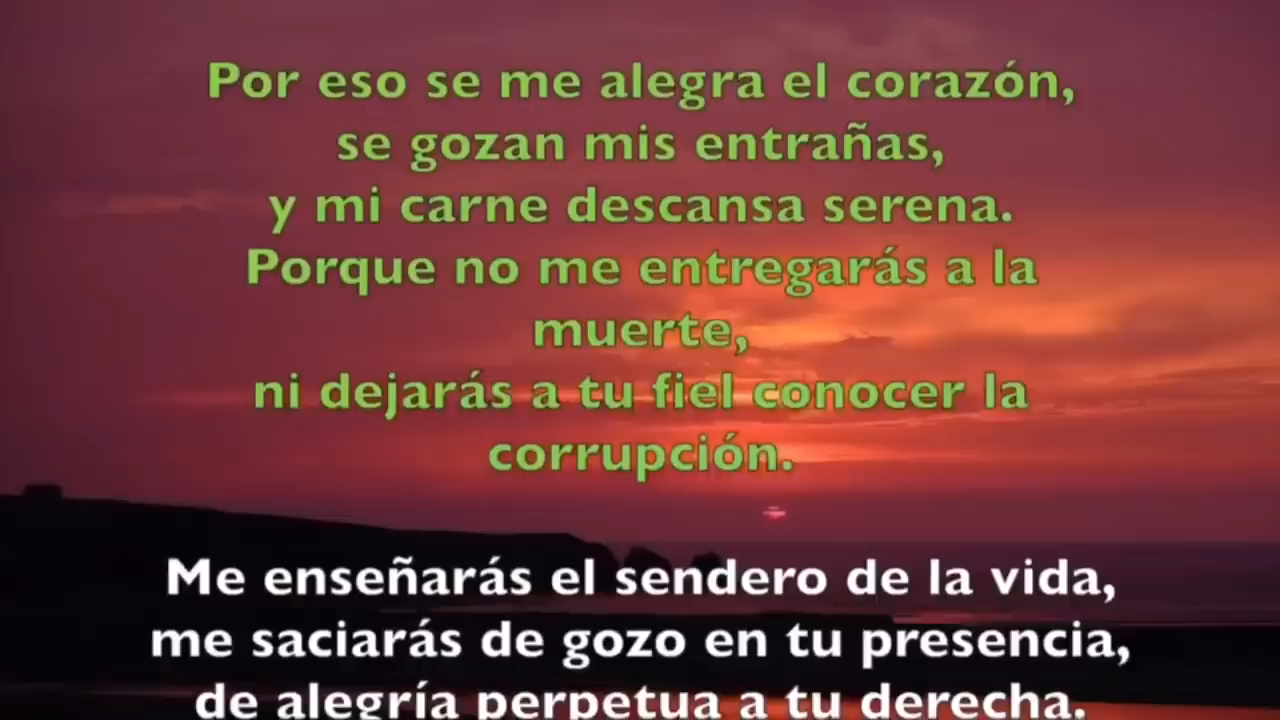 Por eso se me alegra el corazón,
se gozan mis entrañas,
y mi carne descansa serena.
Porque no me entregarás a la
muerte,
ni dejarás a tu fiel conocer la
corrupción.
Me enseñarás el sendero de la vida,
me saciarás de gozo en tu presencia,
de alegría perpetua a tu derecha.